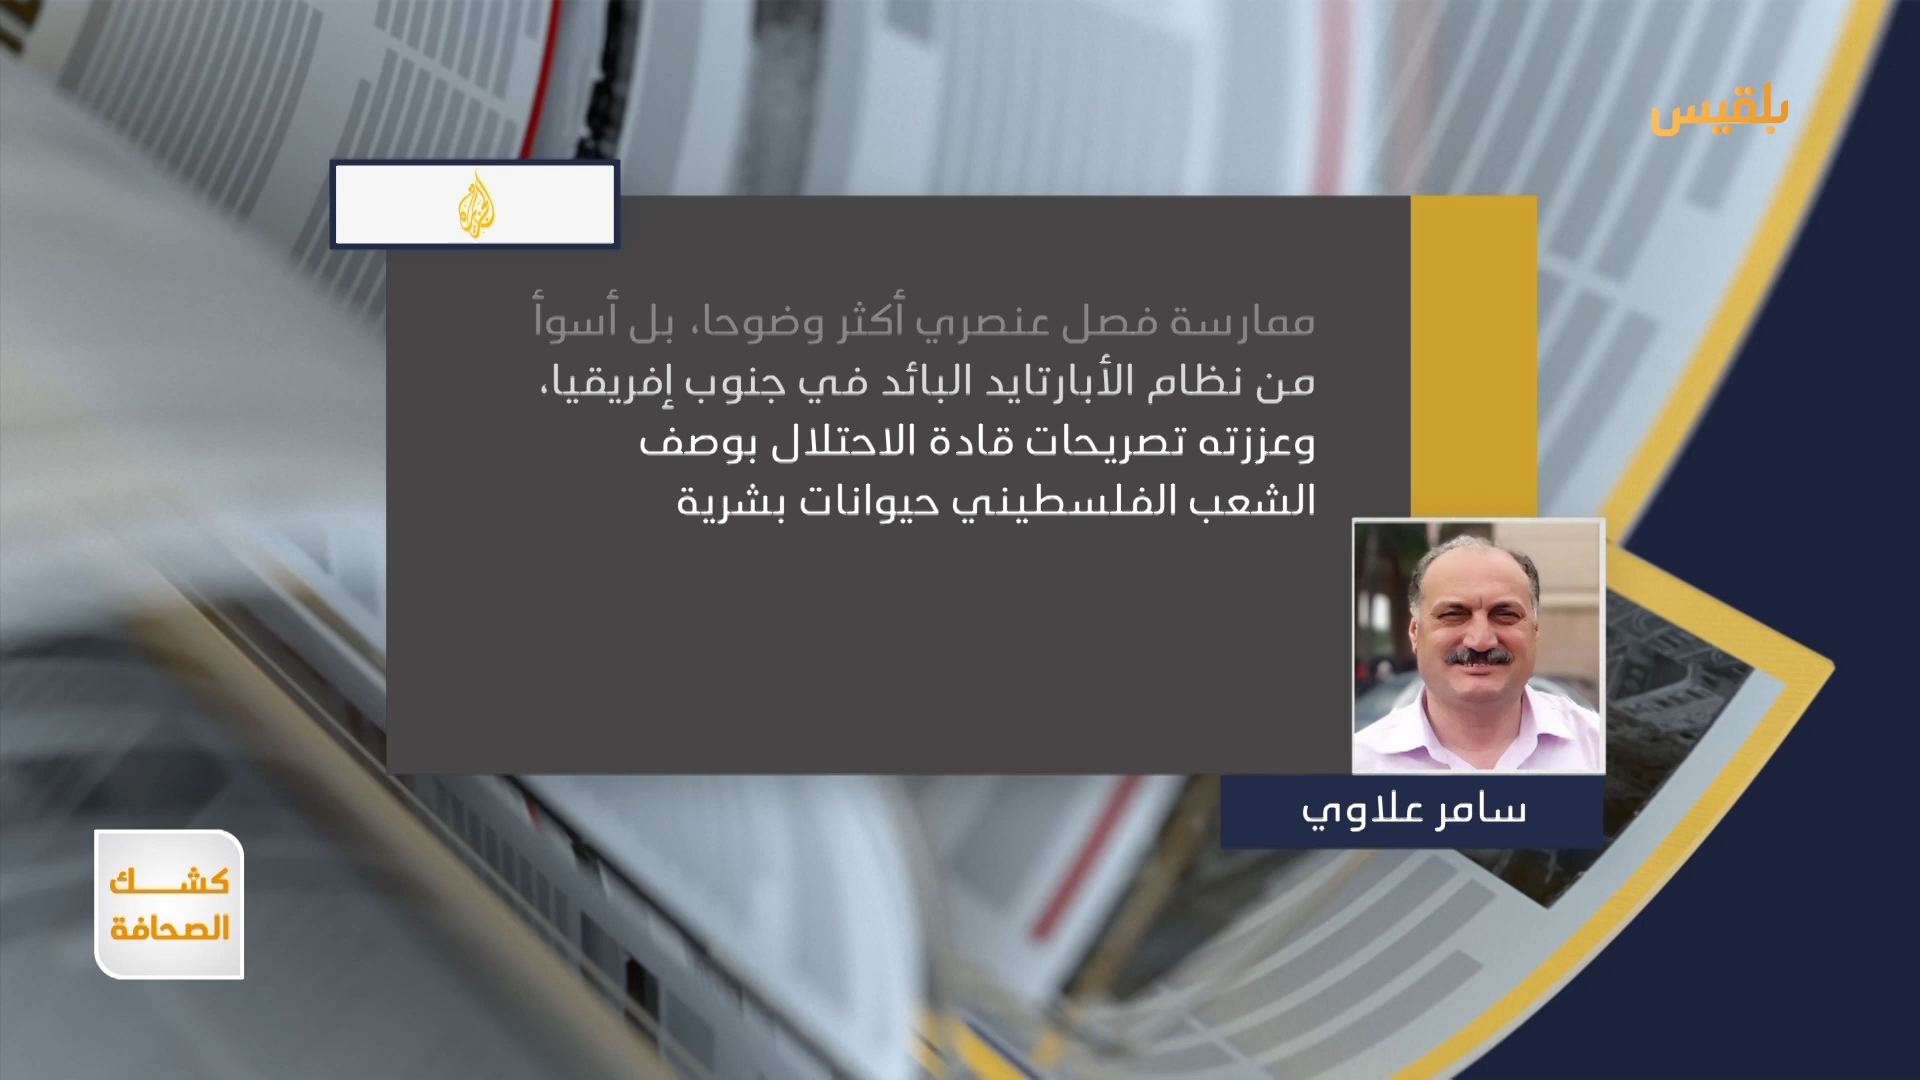 بلقيس
الجزيرة
ممارسة فصل عنصري أكثر وضوحا، بل أسوأ
من نظام الأبارتايد البائد في جنوب إفريقيا،
وعززته تصريحات قادة الاحتلال بوصف
الشعب الفلسطيني حيوانات بشرية
سامر علاوي
كشك
الصحافة